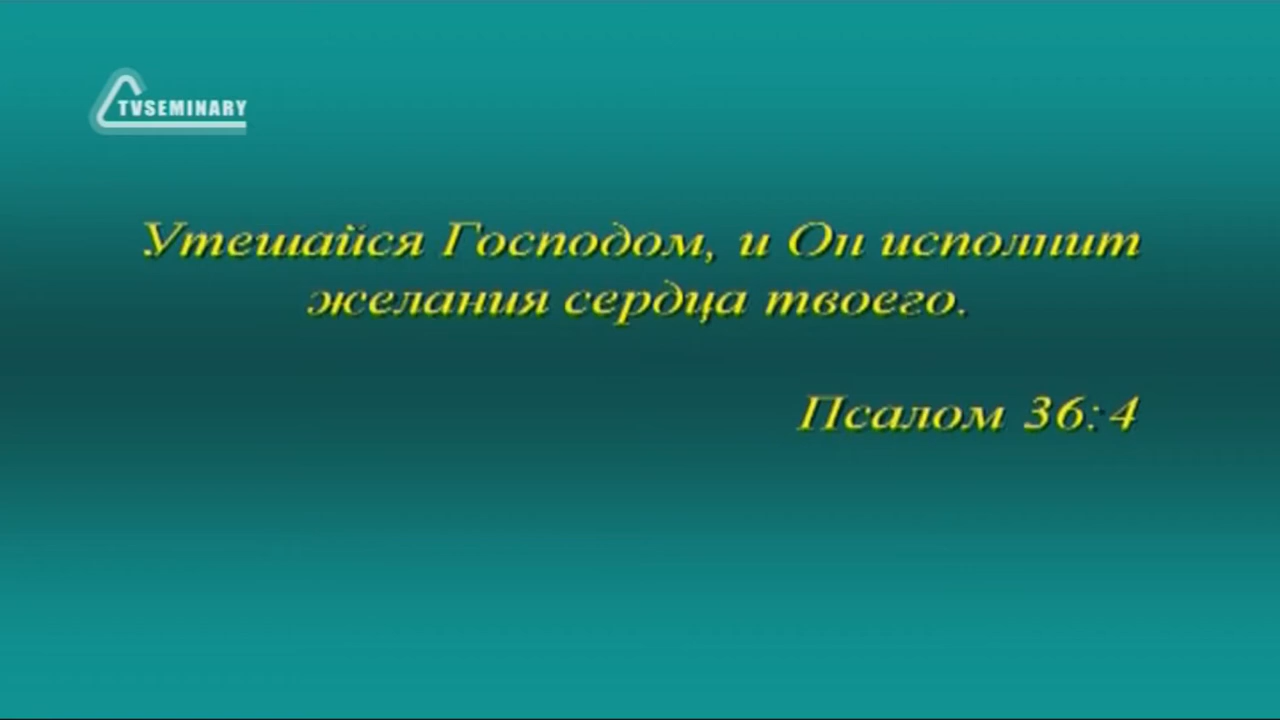 TVSEMINARY
Утешайся Господом, и Он исполнит
желания сердца твоего.
Псалом 36:4